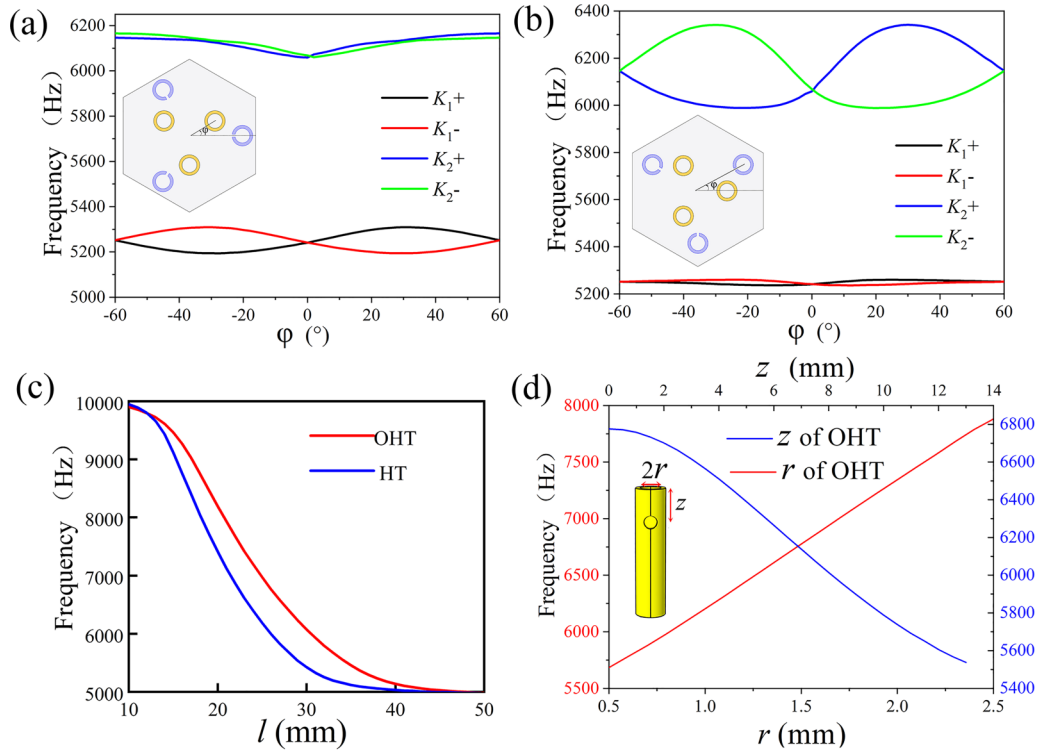 (a)
Frequency (Hz)
6200
6000
5800
5600
5400
5200
5000
-60 -40 -20 0 20 40 60
φ (°)
φ
K₁+
K₁-
K₂+
K₂-
(b)
Frequency (Hz)
6400
6200
6000
5800
5600
5400
5200
-60 -40 -20 0 20 40 60
φ (°)
φ
K₁+
K₁-
K₂+
K₂-
(c)
Frequency (Hz)
10000
9000
8000
7000
6000
5000
10 20 30 40 50
l (mm)
OHT
HT
(d)
z (mm)
0 2 4 6 8 10 12 14
Frequency (Hz)
8000
7750
7500
7250
7000
6750
6500
6250
6000
5750
5500
6800
6600
6400
6200
6000
5800
5600
5400
z of OHT
r of OHT
2r
z
0.5 1.0 1.5 2.0 2.5
r (mm)